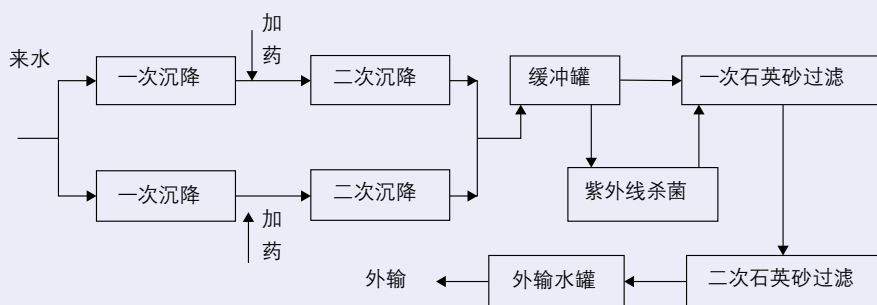 来水
加
药
一次沉降
二次沉降
缓冲罐
一次石英砂过滤
一次沉降
加
药
二次沉降
紫外线杀菌
外输
外输水罐
二次石英砂过滤